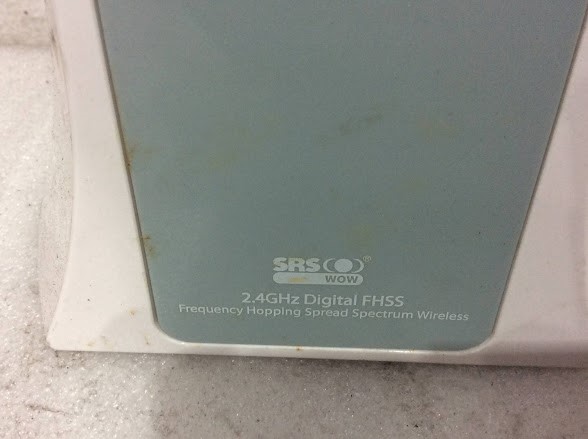 SRS®
WOW
2.4GHz Digital FHSS
Frequency Hopping Spread Spectrum Wireless